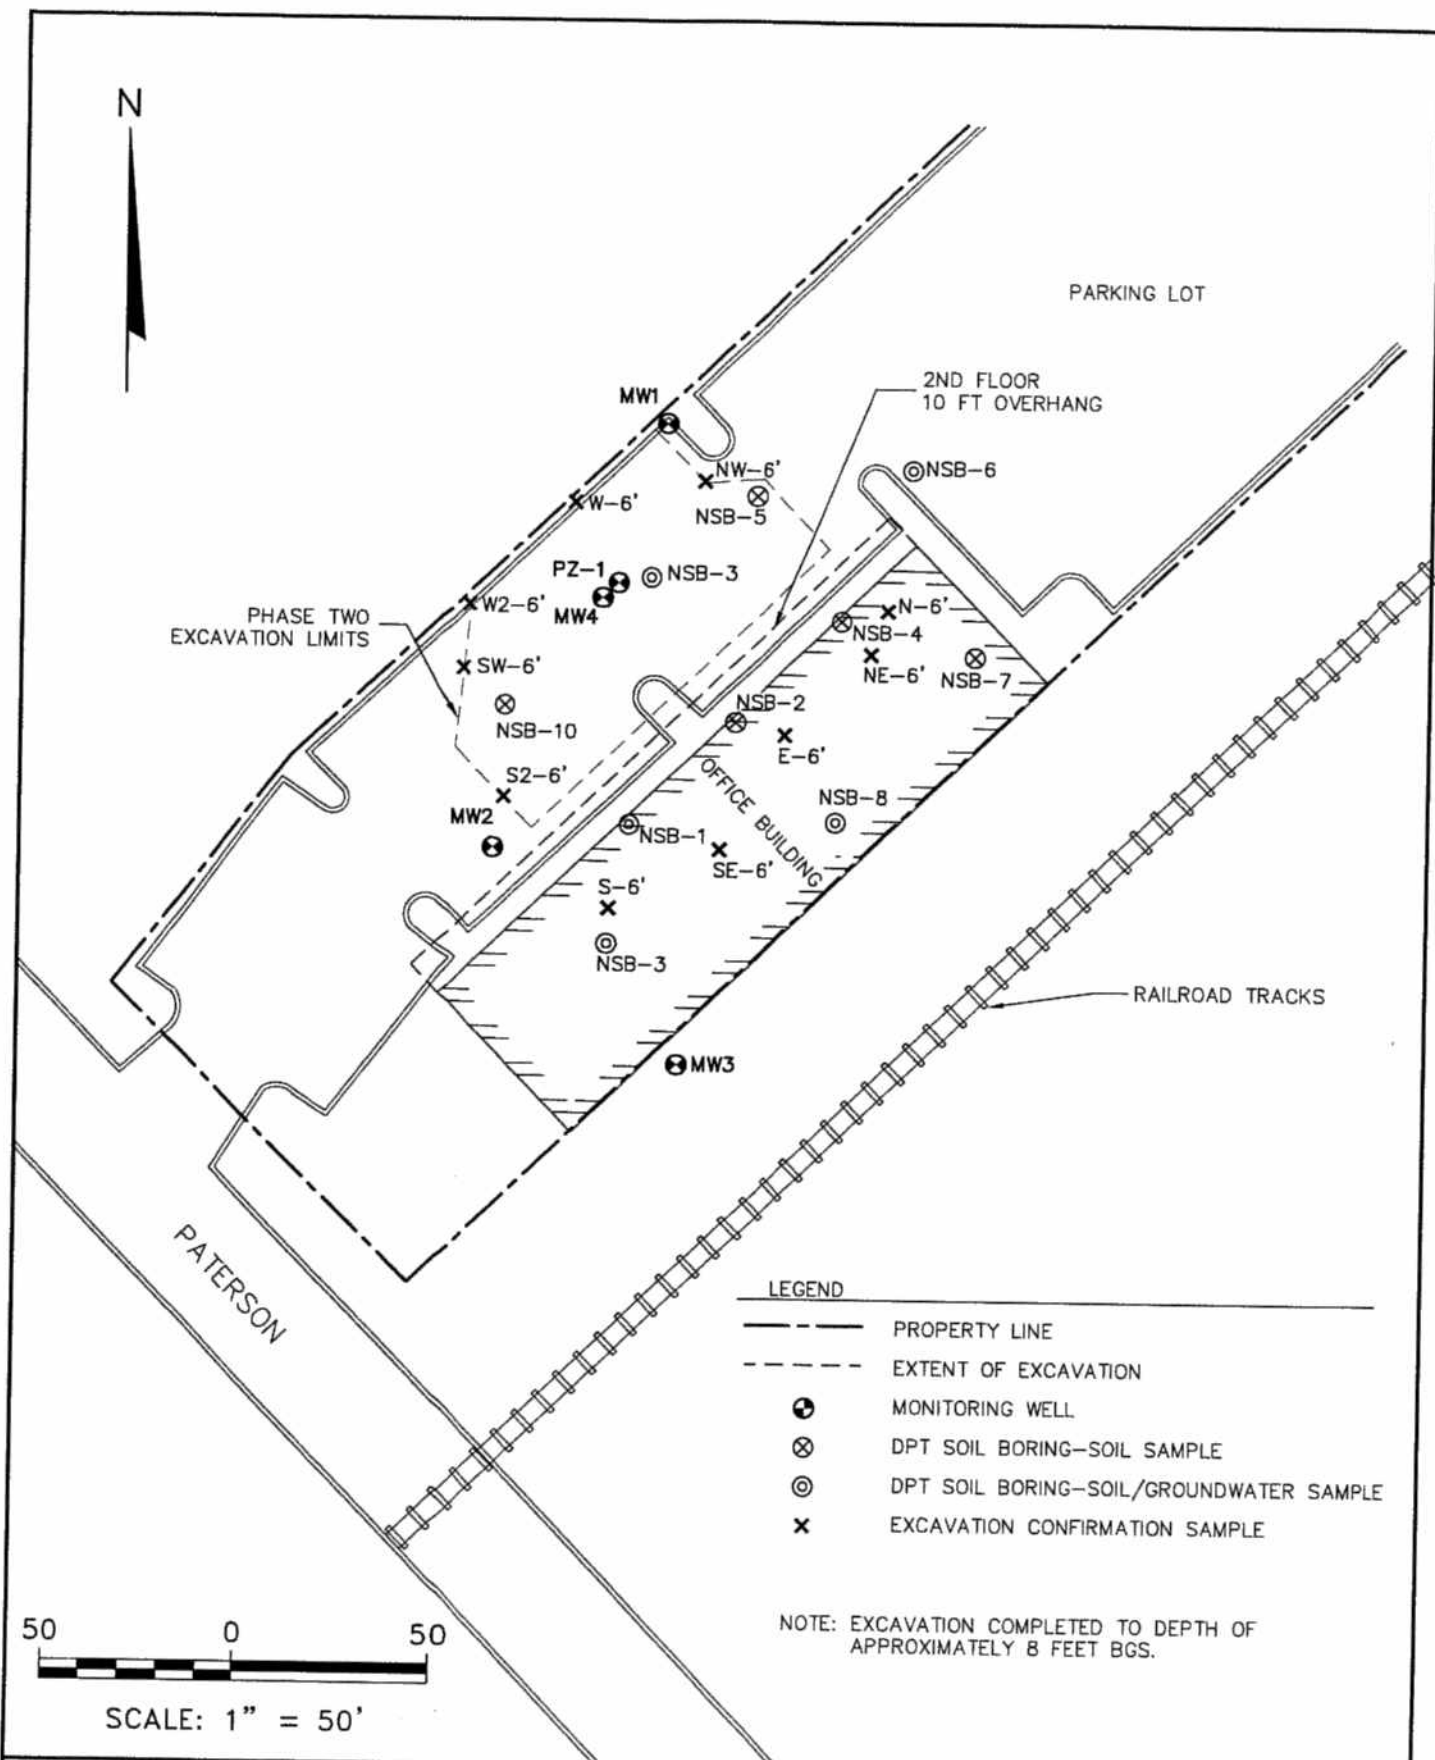 N
PARKING LOT
2ND FLOOR
10 FT OVERHANG
MW1
NW-6'
NSB-6
W-6'
NSB-5
PZ-1
NSB-3
W2-6'
MW4
N-6'
PHASE TWO
EXCAVATION LIMITS
NSB-4
SW-6'
NE-6'
NSB-7
NSB-2
NSB-10
E-6'
S2-6'
OFFICE BUILDING
NSB-8
MW2
NSB-1
SE-6'
S-6'
NSB-3
RAILROAD TRACKS
MW3
PATERSON
LEGEND
PROPERTY LINE
EXTENT OF EXCAVATION
MONITORING WELL
DPT SOIL BORING-SOIL SAMPLE
DPT SOIL BORING-SOIL/GROUNDWATER SAMPLE
EXCAVATION CONFIRMATION SAMPLE
NOTE: EXCAVATION COMPLETED TO DEPTH OF
APPROXIMATELY 8 FEET BGS.
50 0 50
SCALE: 1" = 50'